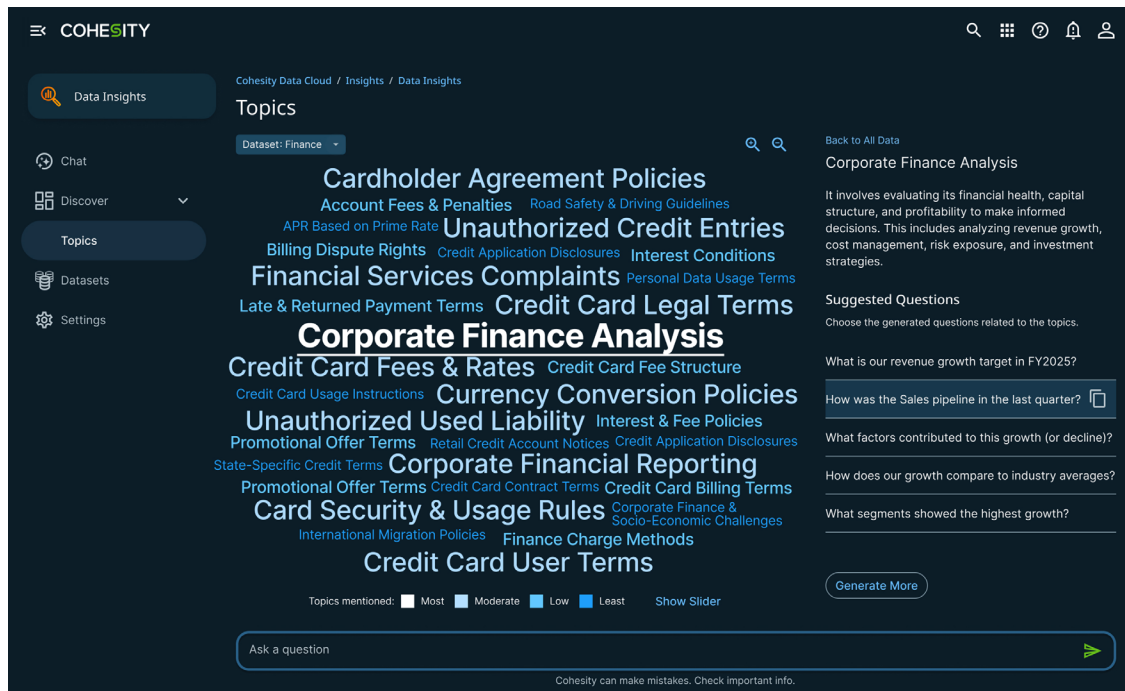 COHESITY
Data Insights
Chat
Discover
Topics
Datasets
Settings
Cohesity Data Cloud / Insights / Data Insights
Topics
Dataset: Finance
Cardholder Agreement Policies
Account Fees & Penalties Road Safety & Driving Guidelines
APR Based on Prime Rate Unauthorized Credit Entries
Billing Dispute Rights Credit Application Disclosures Interest Conditions
Financial Services Complaints Personal Data Usage Terms
Late & Returned Payment Terms Credit Card Legal Terms
Corporate Finance Analysis
Credit Card Fees & Rates Credit Card Fee Structure
Credit Card Usage Instructions Currency Conversion Policies
Unauthorized Used Liability Interest & Fee Policies
Promotional Offer Terms Retail Credit Account Notices Credit Application Disclosures
State-Specific Credit Terms Corporate Financial Reporting
Promotional Offer Terms Credit Card Contract Terms Credit Card Billing Terms
Card Security & Usage Rules Corporate Finance &
Socio-Economic Challenges
International Migration Policies Finance Charge Methods
Credit Card User Terms
Topics mentioned: Most Moderate Low Least Show Slider
Back to All Data
Corporate Finance Analysis
It involves evaluating its financial health, capital
structure, and profitability to make informed
decisions. This includes analyzing revenue growth,
cost management, risk exposure, and investment
strategies.
Suggested Questions
Choose the generated questions related to the topics.
What is our revenue growth target in FY2025?
How was the Sales pipeline in the last quarter?
What factors contributed to this growth (or decline)?
How does our growth compare to industry averages?
What segments showed the highest growth?
Generate More
Ask a question
Cohesity can make mistakes. Check important info.